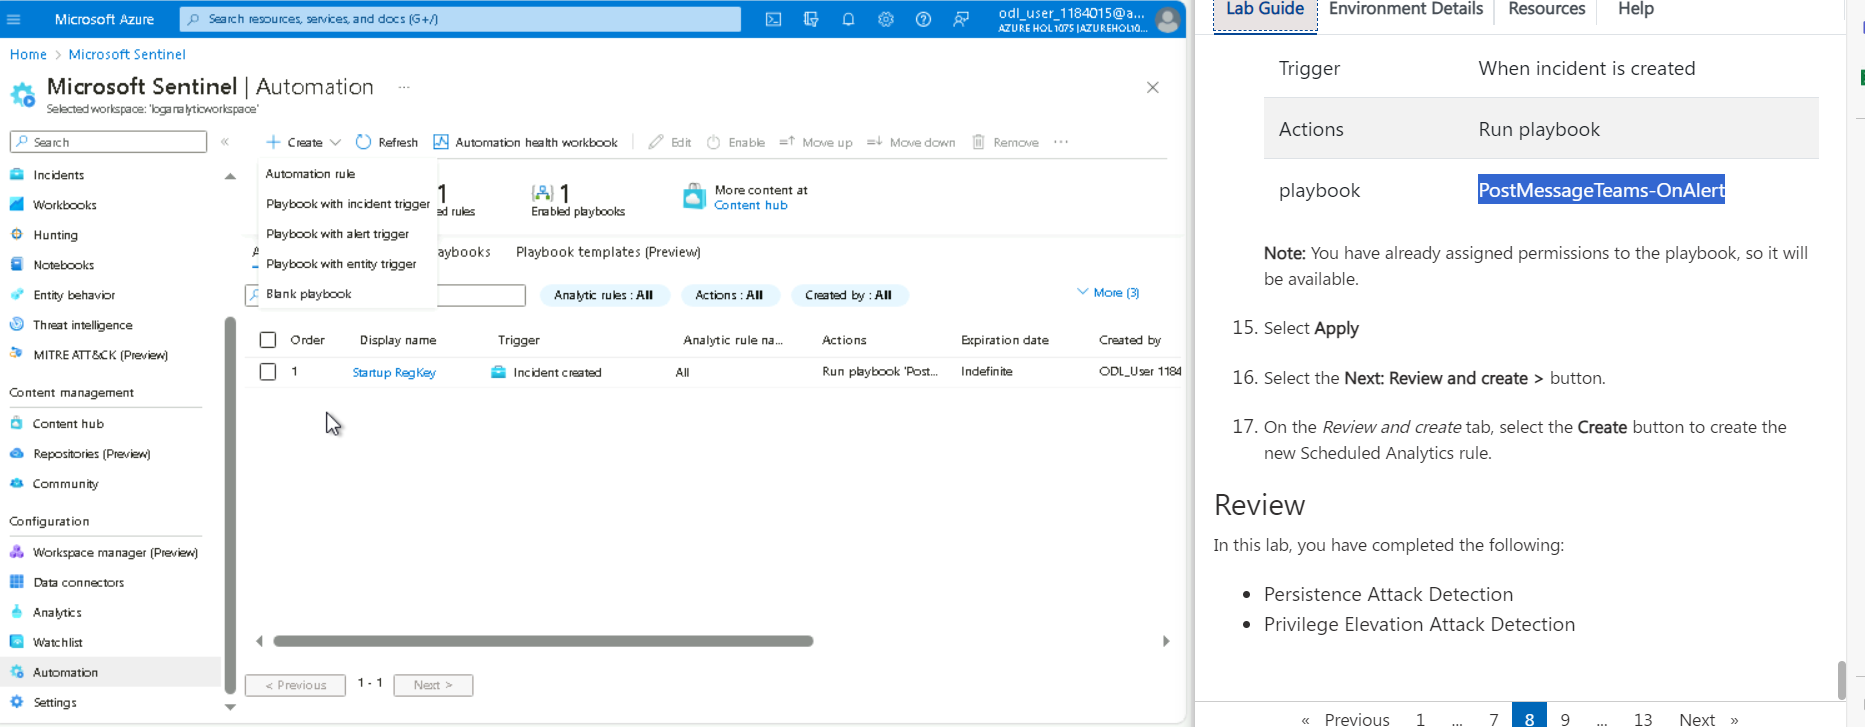 Microsoft Azure
Search resources, services, and docs (G+/)
odl_user_1184015@a...
AZURE HOL1075 (AZUREHOL10...
Home > Microsoft Sentinel
Microsoft Sentinel | Automation ...
Selected workspace: 'loganalyticworkspace'
Search
«
Incidents
Workbooks
Hunting
Notebooks
Entity behavior
Threat intelligence
MITRE ATT&CK (Preview)
Content management
Content hub
Repositories (Preview)
Community
Configuration
Workspace manager (Preview)
Data connectors
Analytics
Watchlist
Automation
Settings
Create
Refresh
Automation health workbook
Edit
Enable
Move up
Move down
Remove
...
Automation rule
Playbook with incident trigger
Playbook with alert trigger
Playbook with entity trigger
Blank playbook
1
ed rules
1
Enabled playbooks
More content at
Content hub
A
aybooks
Playbook templates (Preview)
Analytic rules : All
Actions : All
Created by : All
More (3)
Order
Display name
Trigger
Analytic rule na...
Actions
Expiration date
Created by
1
Startup RegKey
Incident created
All
Run playbook 'Post...
Indefinite
ODL_User 1184
< Previous
1 - 1
Next >
Lab Guide
Environment Details
Resources
Help
Trigger
When incident is created
Actions
Run playbook
playbook
PostMessageTeams-OnAlert
Note: You have already assigned permissions to the playbook, so it will
be available.
15. Select Apply
16. Select the Next: Review and create > button.
17. On the Review and create tab, select the Create button to create the
new Scheduled Analytics rule.
Review
In this lab, you have completed the following:
• Persistence Attack Detection
• Privilege Elevation Attack Detection
« Previous 1 ... 7 8 9 ... 13 Next »